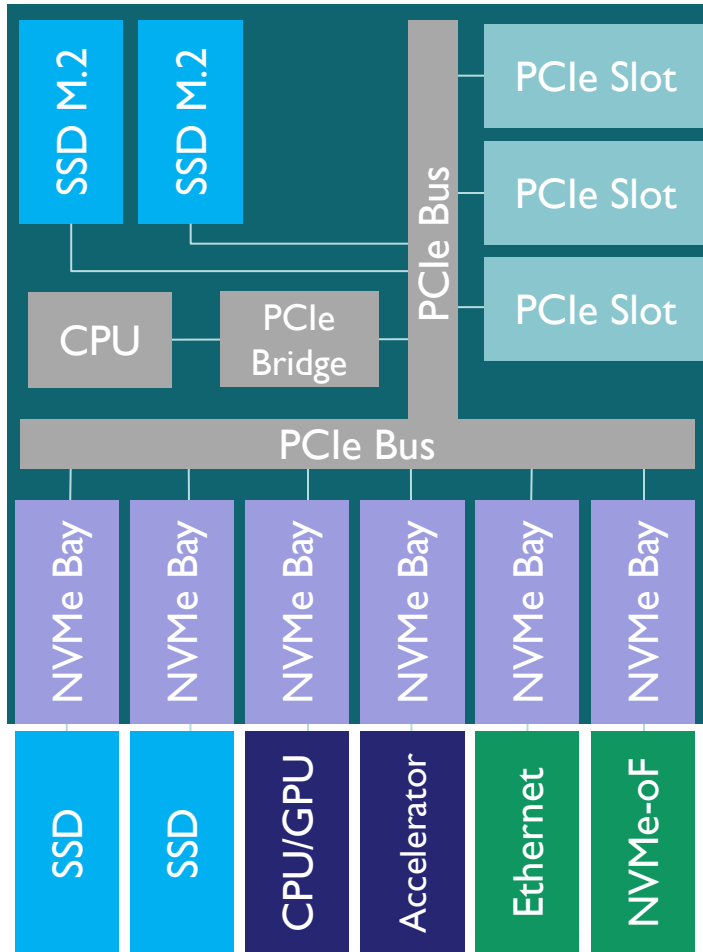 SSD M.2
SSD M.2
PCIe Bus
PCIe Slot
PCIe Slot
PCIe Slot
CPU
PCIe
Bridge
PCIe Bus
NVMe Bay
NVMe Bay
NVMe Bay
NVMe Bay
NVMe Bay
NVMe Bay
SSD
SSD
CPU/GPU
Accelerator
Ethernet
NVMe-oF